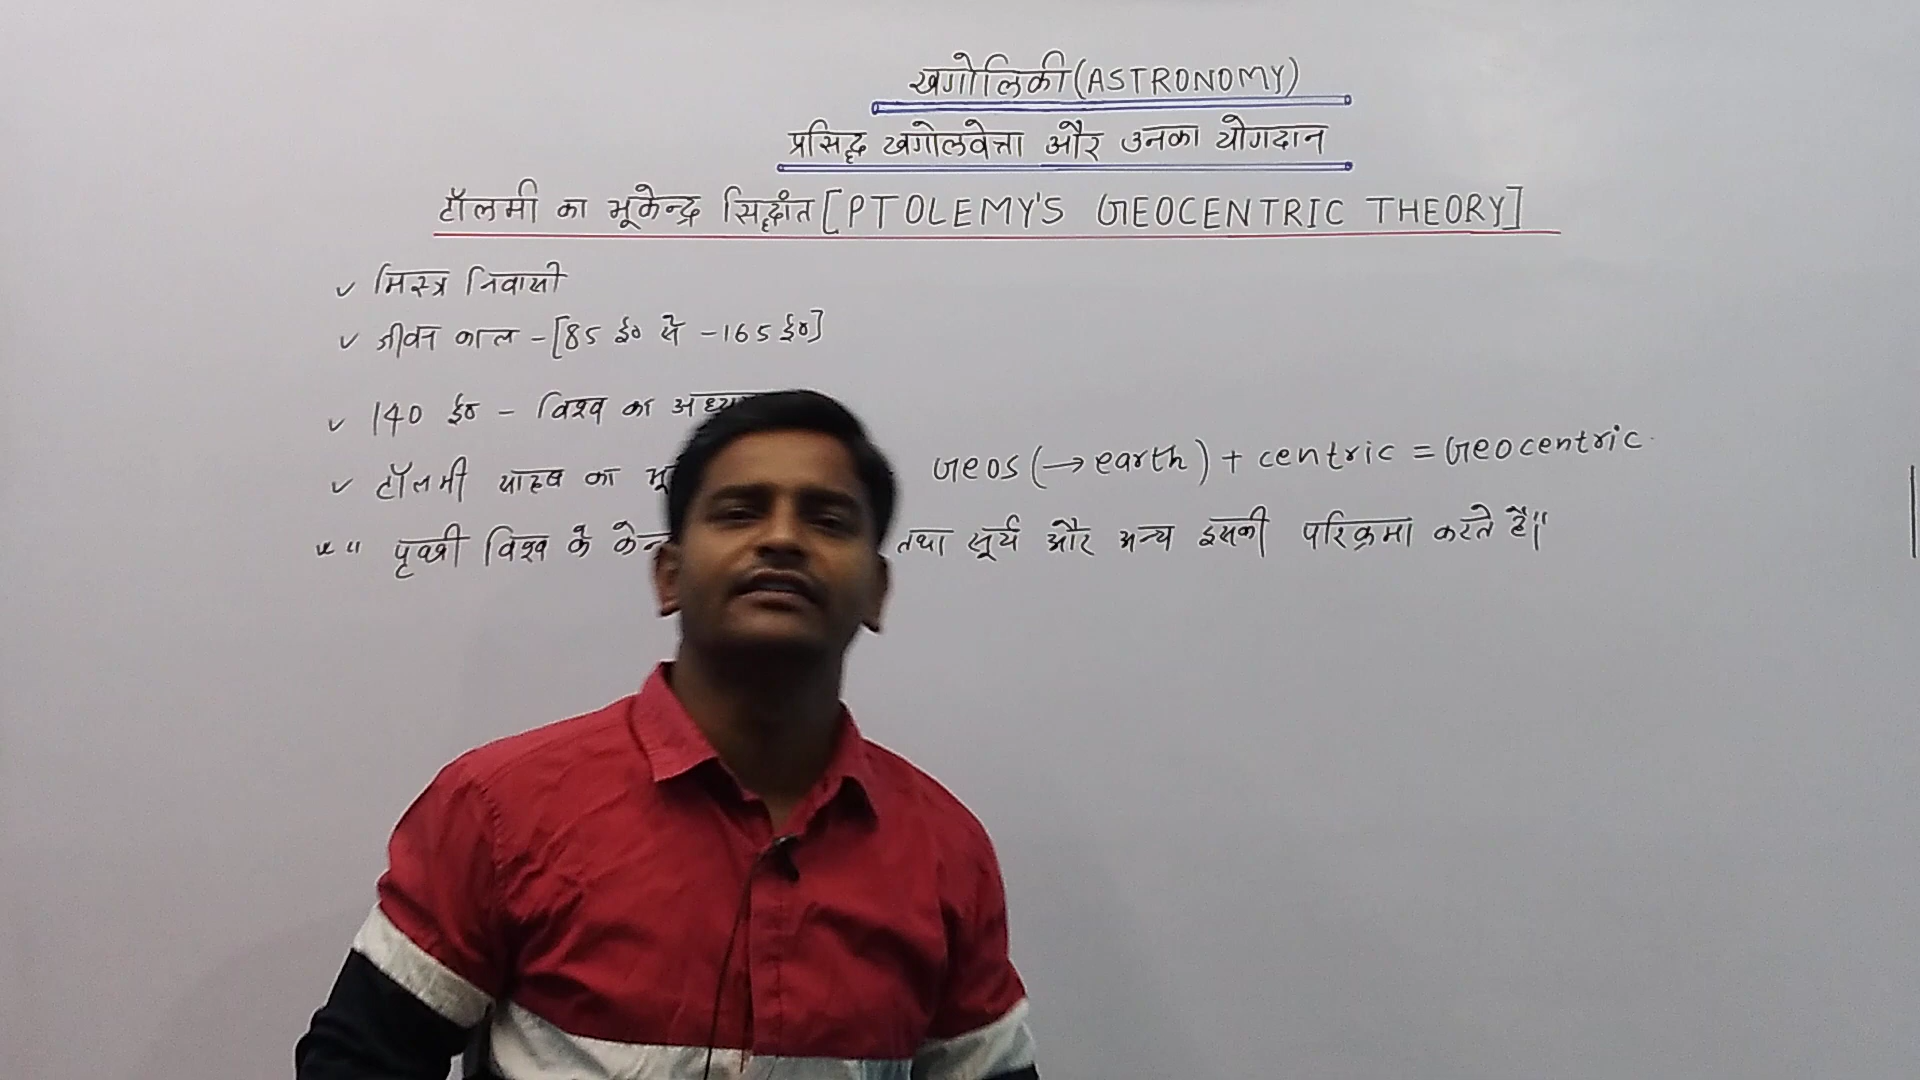 खगोलिकी (ASTRONOMY)
प्रसिद्ध खगोलवेत्ता और उनका योगदान
टॉलमी का भूकेन्द्र सिद्धांत [PTOLEMY'S GEOCENTRIC THEORY]
✓ मिस्त्र निवासी
✓ जीवन काल - [85 ई० से - 165 ई०]
✓ 140 ई० - विश्व का
✓ टॉलमी साहब का Geos (→ earth) + centric = Geocentric
" पृथ्वी विश्व के तथा सूर्य और अन्य इसकी परिक्रमा करते हैं"